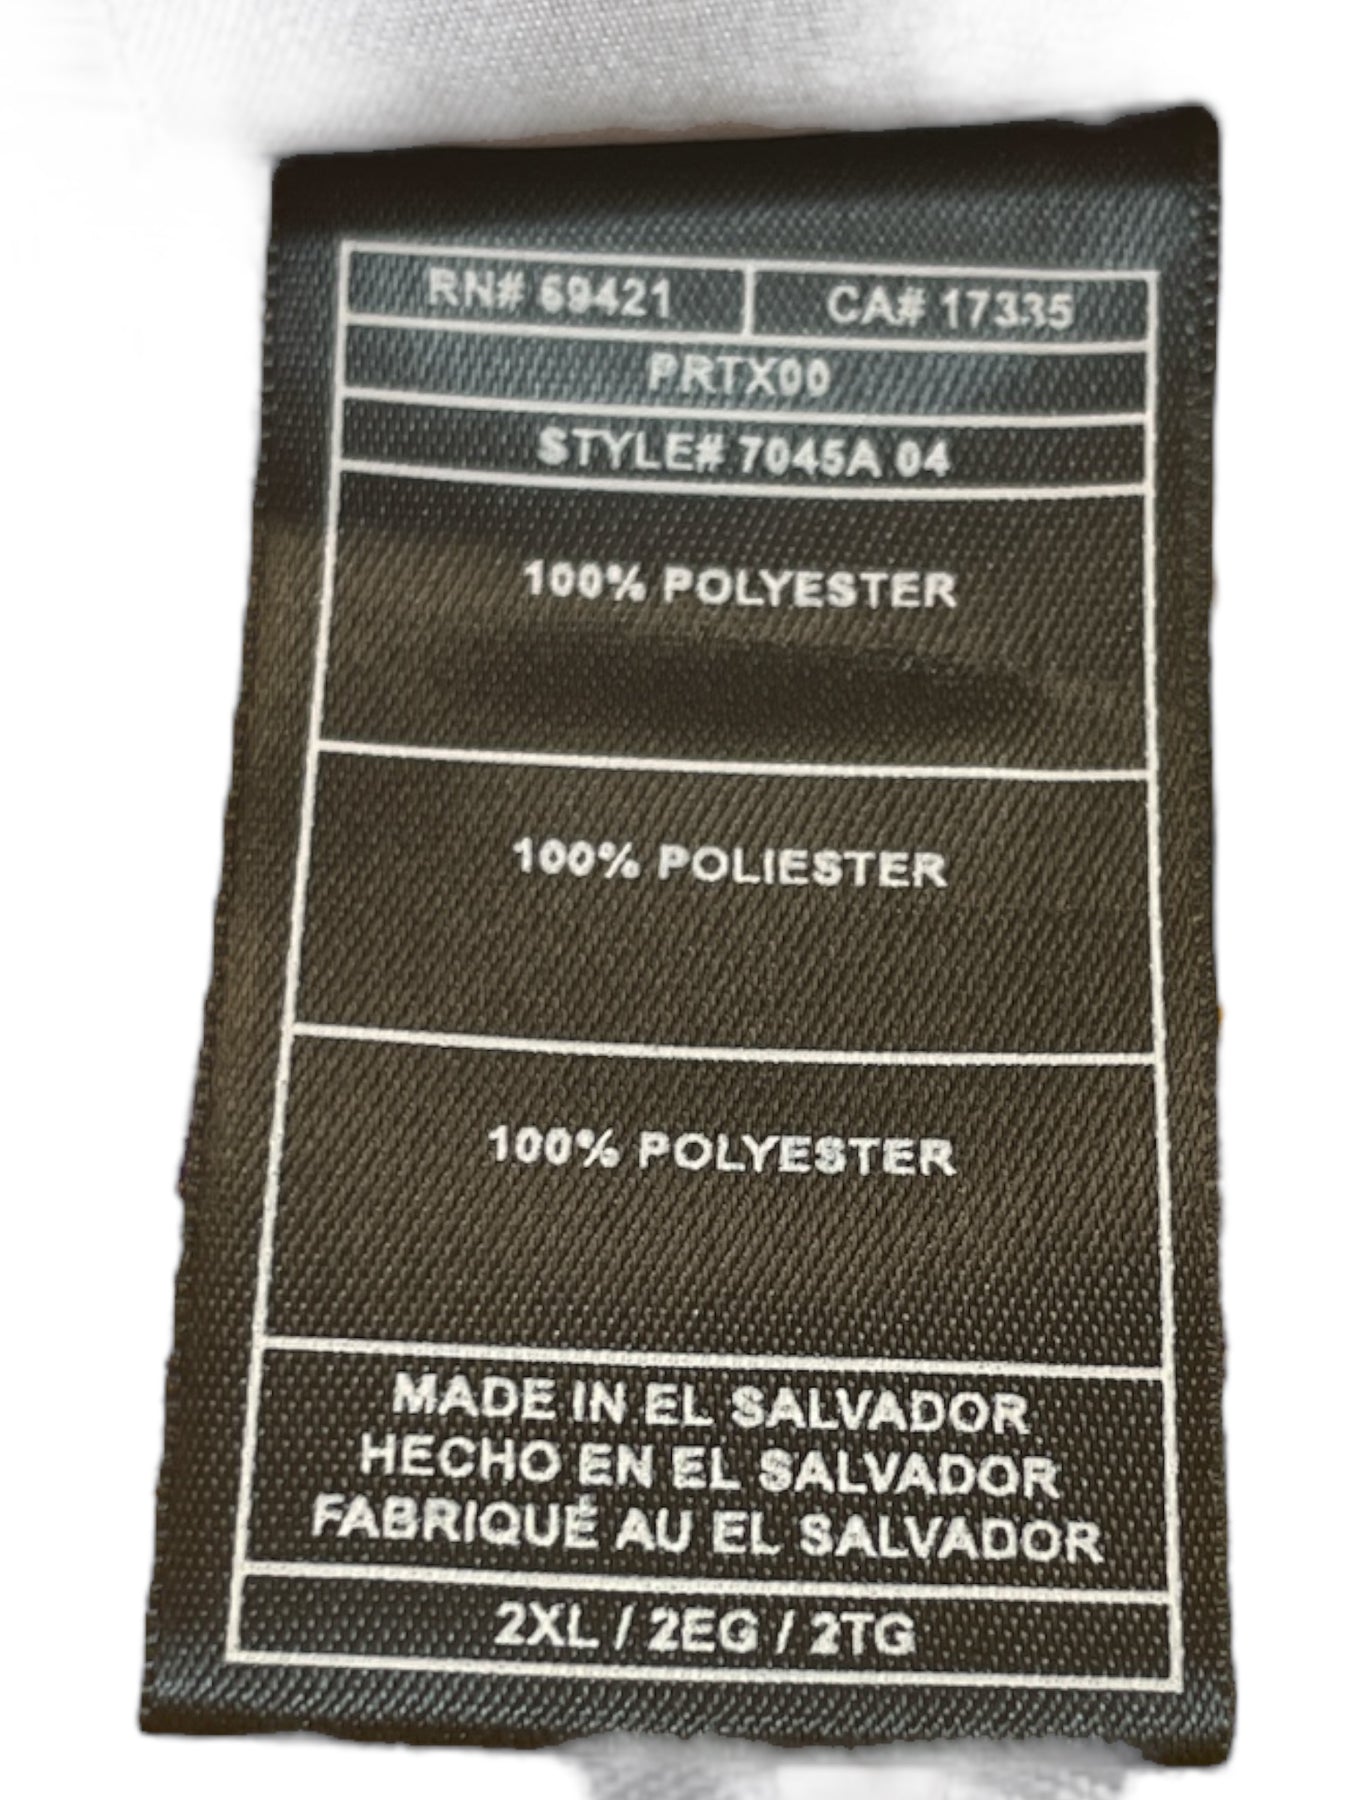 RN# 69421 CA# 17335
PRTX00
STYLE# 7045A 04
100% POLYESTER
100% POLIESTER
100% POLYESTER
MADE IN EL SALVADOR
HECHO EN EL SALVADOR
FABRIQUÉ AU EL SALVADOR
2XL / 2EG / 2TG